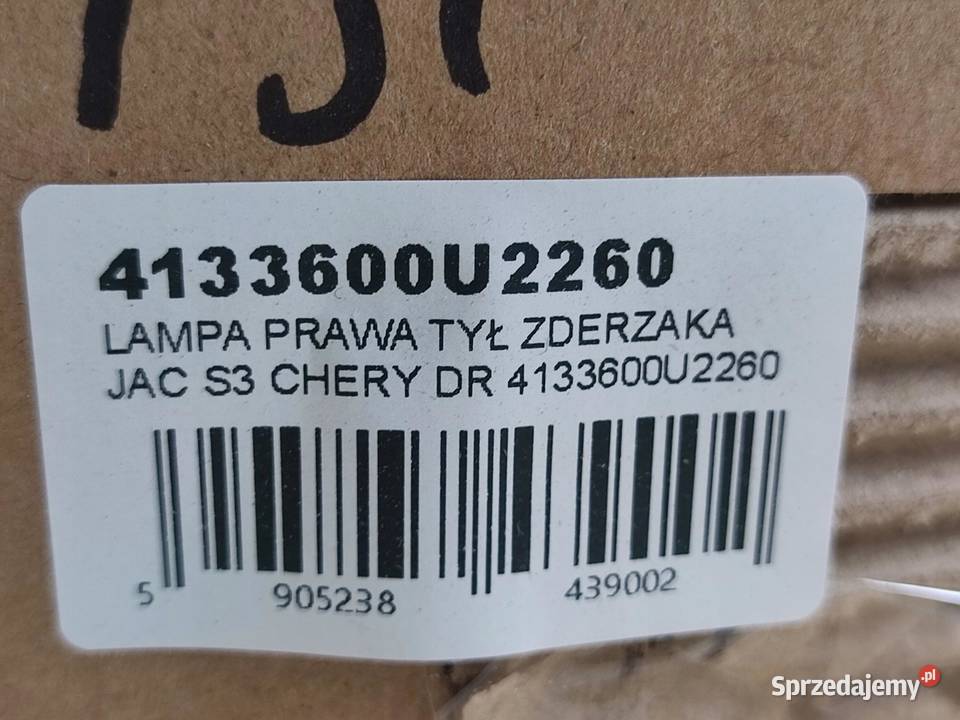 4133600U2260
LAMPA PRAWA TYŁ ZDERZAKA
JAC S3 CHERY DR 4133600U2260
5 905238 439002
Sprzedajemy.pl